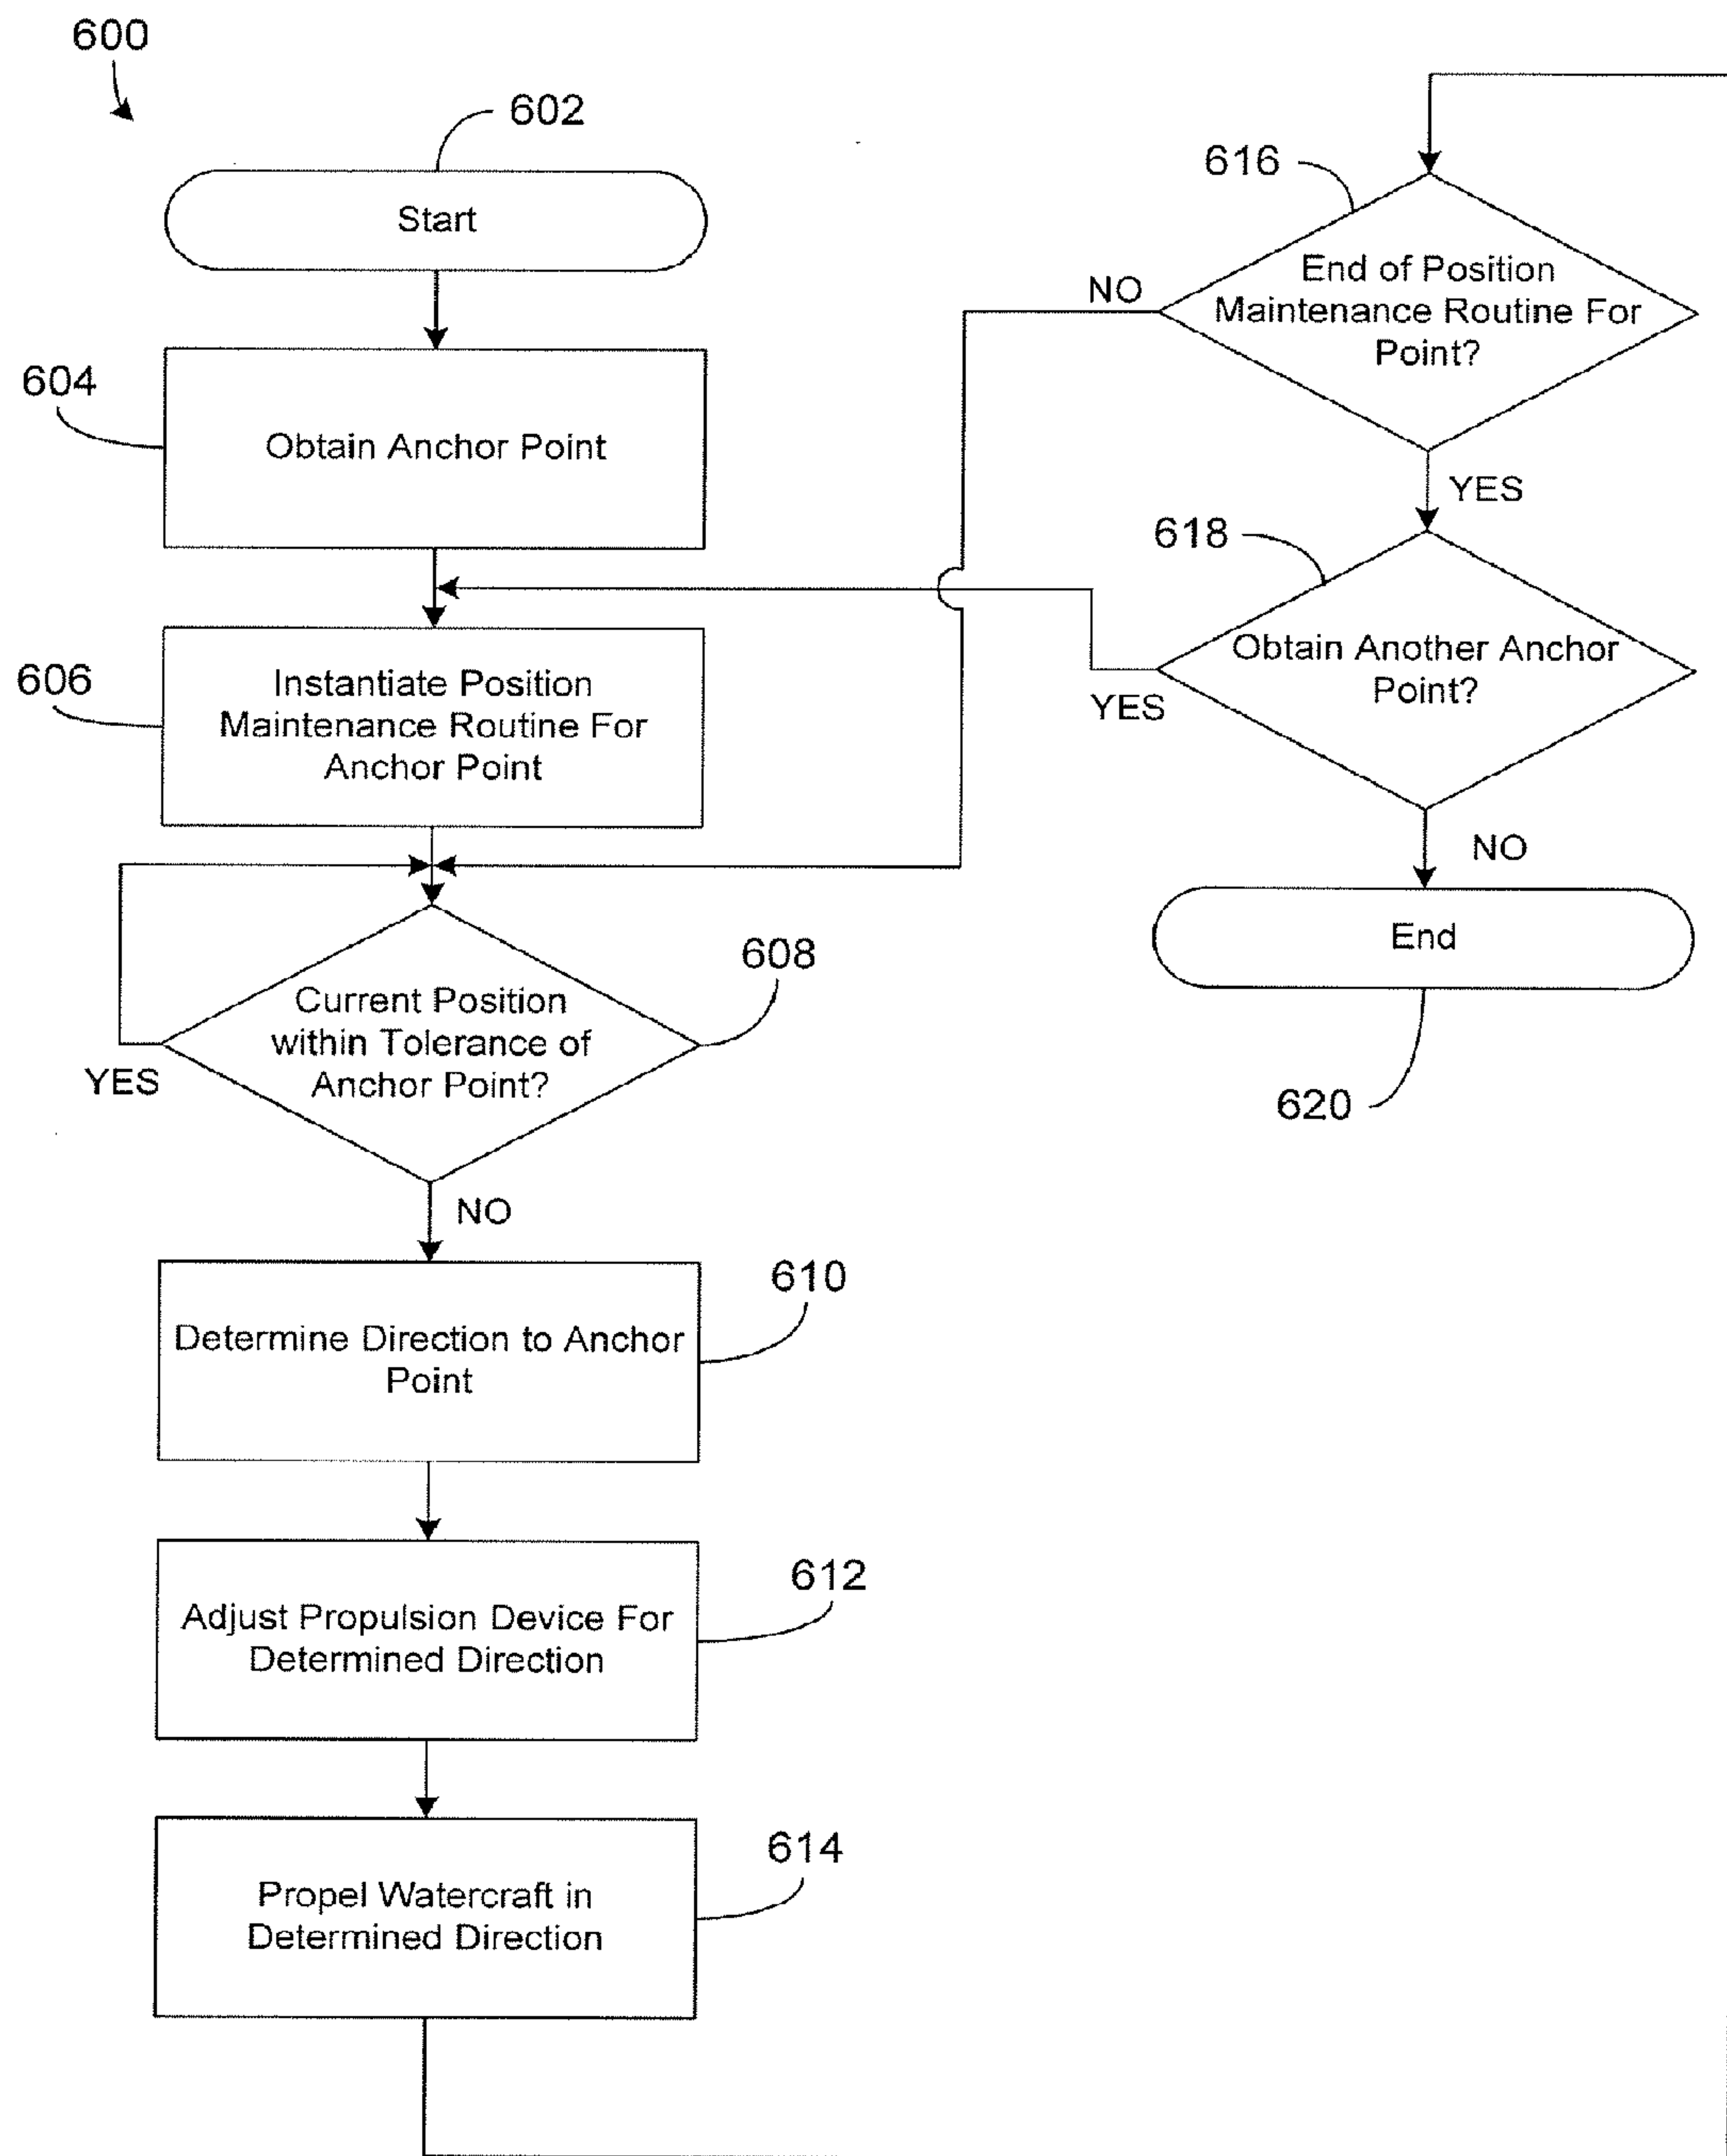 600
602
Start
604
Obtain Anchor Point
606
Instantiate Position
Maintenance Routine For
Anchor Point
608
Current Position
within Tolerance of
Anchor Point?
YES
NO
610
Determine Direction to Anchor
Point
612
Adjust Propulsion Device For
Determined Direction
614
Propel Watercraft in
Determined Direction
616
End of Position
Maintenance Routine For
Point?
NO
YES
618
Obtain Another Anchor
Point?
YES
NO
End
620